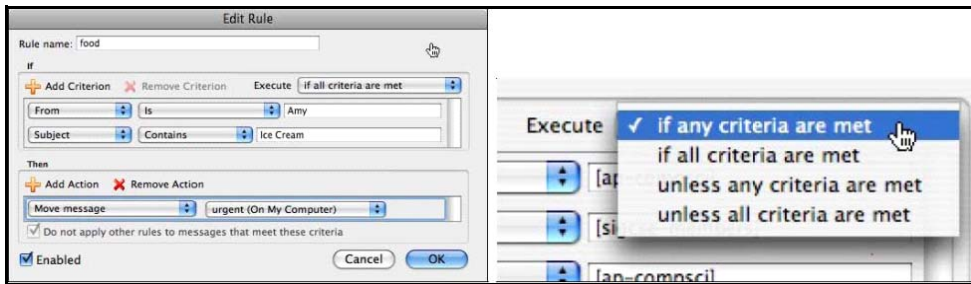 Edit Rule
Rule name: food
If
Add Criterion Remove Criterion Execute if all criteria are met
From Is Amy
Subject Contains Ice Cream
Then
Add Action Remove Action
Move message urgent (On My Computer)
Do not apply other rules to messages that meet these criteria
Enabled Cancel OK
Execute ✓ if any criteria are met
if all criteria are met
unless any criteria are met
unless all criteria are met
[ap-compsci]